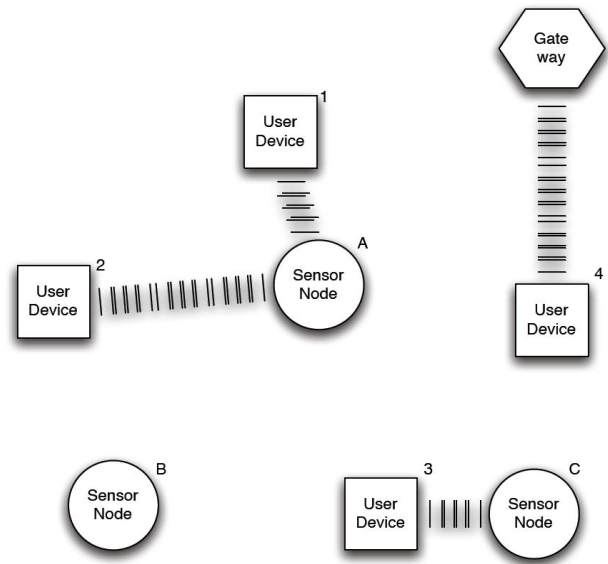 Gate
way
1
User
Device
A
Sensor
Node
2
User
Device
4
User
Device
B
Sensor
Node
3
User
Device
C
Sensor
Node